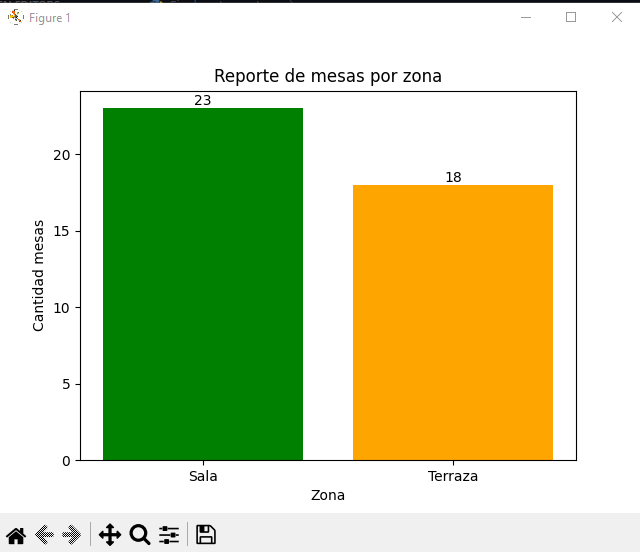 Figure 1
Reporte de mesas por zona
23
18
20
15
10
5
0
Cantidad mesas
Sala
Terraza
Zona